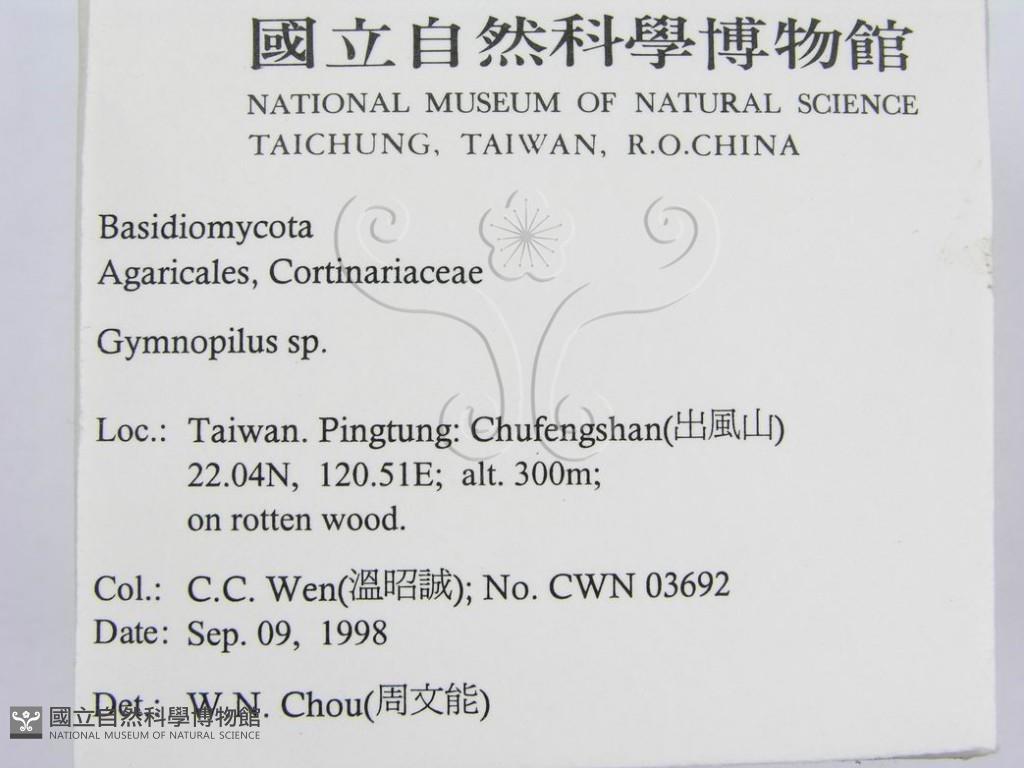 國立自然科學博物館
NATIONAL MUSEUM OF NATURAL SCIENCE
TAICHUNG, TAIWAN, R.O.CHINA
Basidiomycota
Agaricales, Cortinariaceae
Gymnopilus sp.
Loc.: Taiwan. Pingtung: Chufengshan(出風山)
22.04N, 120.51E; alt. 300m;
on rotten wood.
Col.: C.C. Wen(溫昭誠); No. CWN 03692
Date: Sep. 09, 1998
Det.: W.N. Chou(周文能)
國立自然科學博物館
NATIONAL MUSEUM OF NATURAL SCIENCE